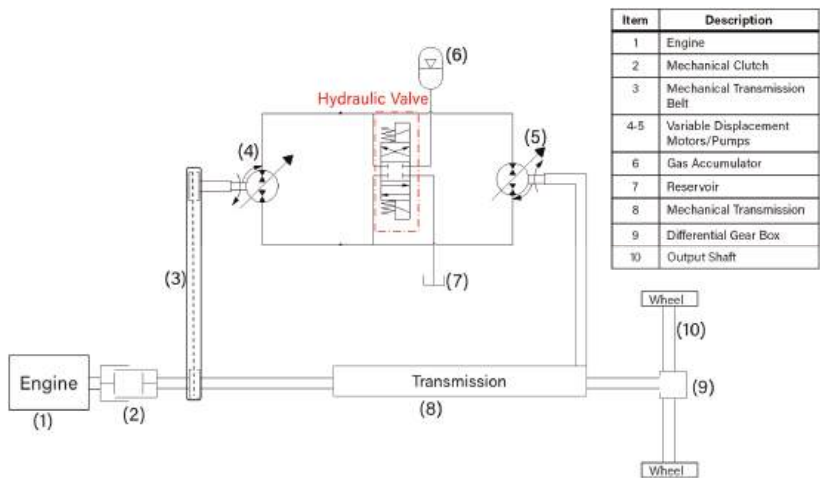 (6)
Hydraulic Valve
(4)
(5)
(3)
(7)
Engine
(1)
(2)
Transmission
(8)
Wheel
(10)
(9)
Wheel
Item Description
1 Engine
2 Mechanical Clutch
3 Mechanical Transmission
Belt
4-5 Variable Displacement
Motors/Pumps
6 Gas Accumulator
7 Reservoir
8 Mechanical Transmission
9 Differential Gear Box
10 Output Shaft